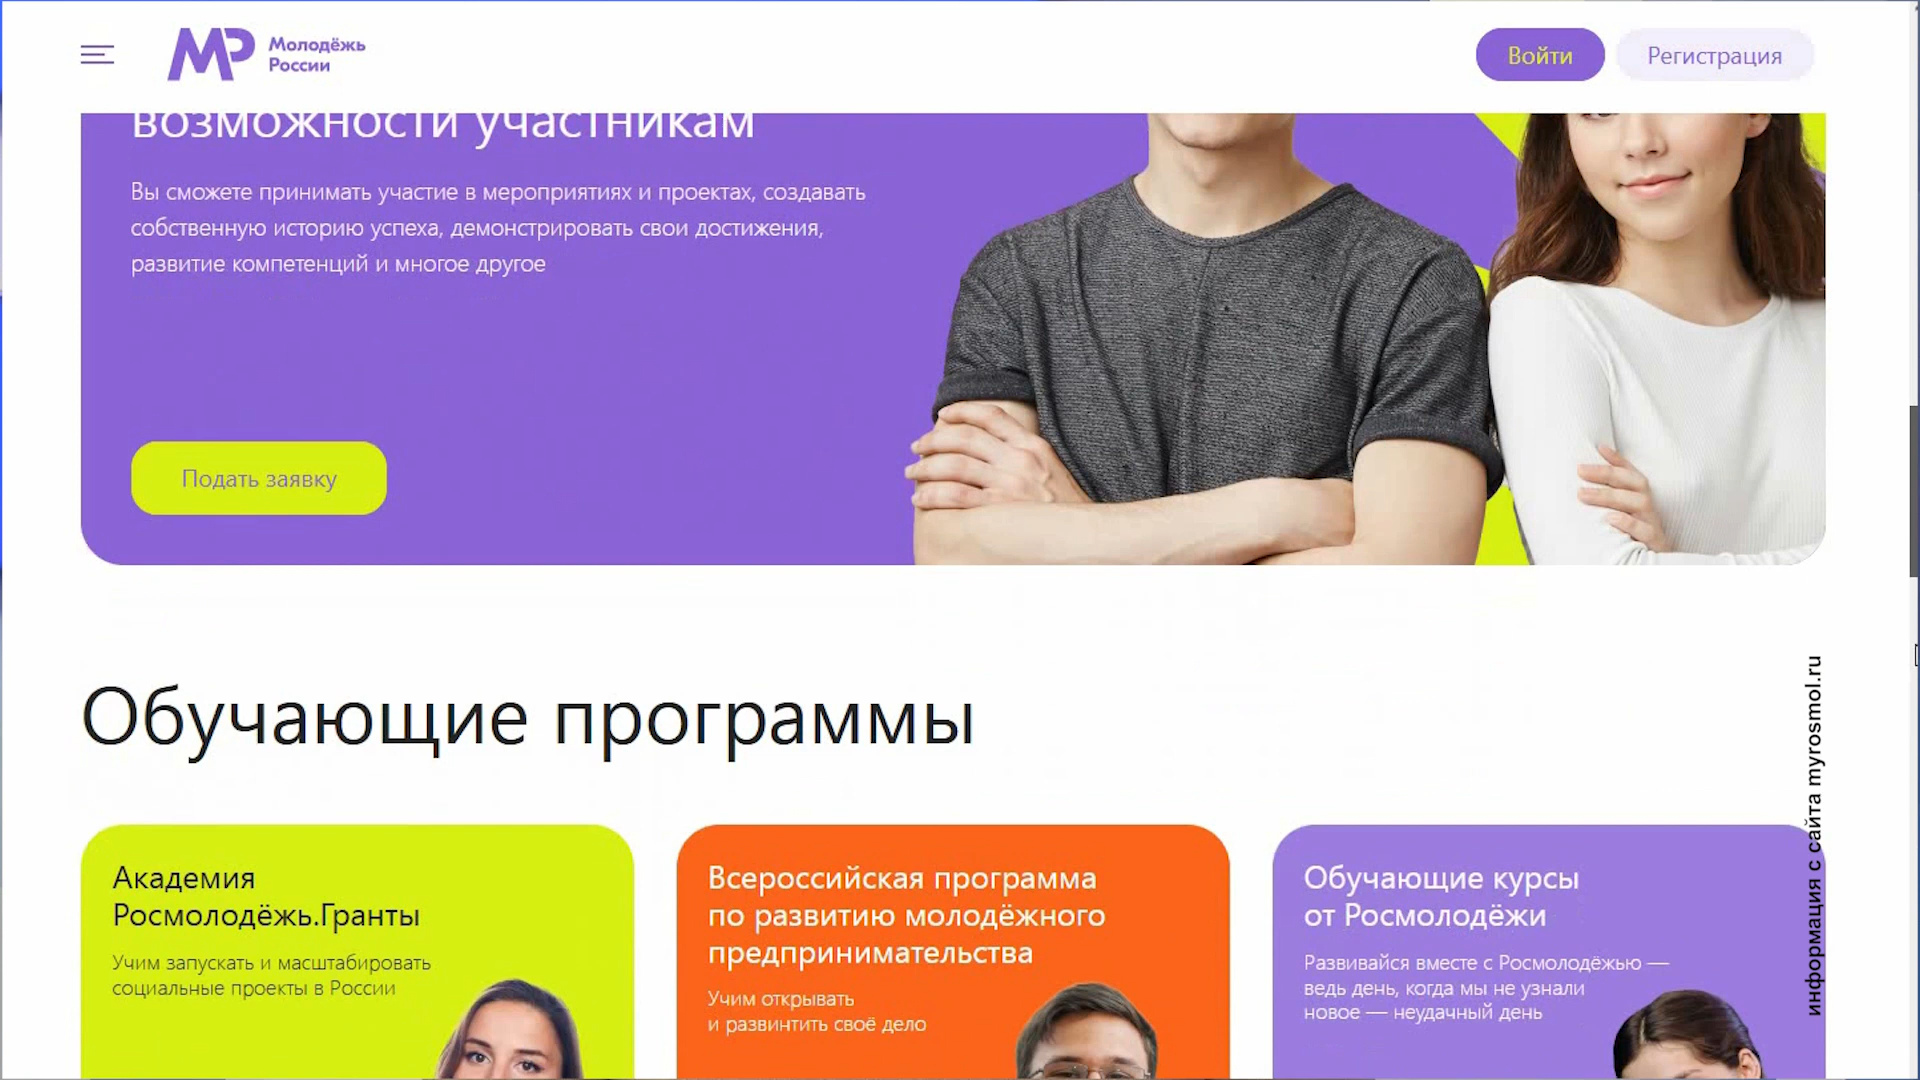 Молодёжь
России
Войти
Регистрация
возможности участникам
Вы сможете принимать участие в мероприятиях и проектах, создавать
собственную историю успеха, демонстрировать свои достижения,
развитие компетенций и многое другое
Подать заявку
Обучающие программы
Академия
Росмолодёжь.Гранты
Учим запускать и масштабировать
социальные проекты в России
Всероссийская программа
по развитию молодёжного
предпринимательства
Учим открывать
и развинтить своё дело
Обучающие курсы
от Росмолодёжи
Развивайся вместе с Росмолодёжью —
ведь день, когда мы не узнали
новое — неудачный день
информация с сайта myrosmol.ru